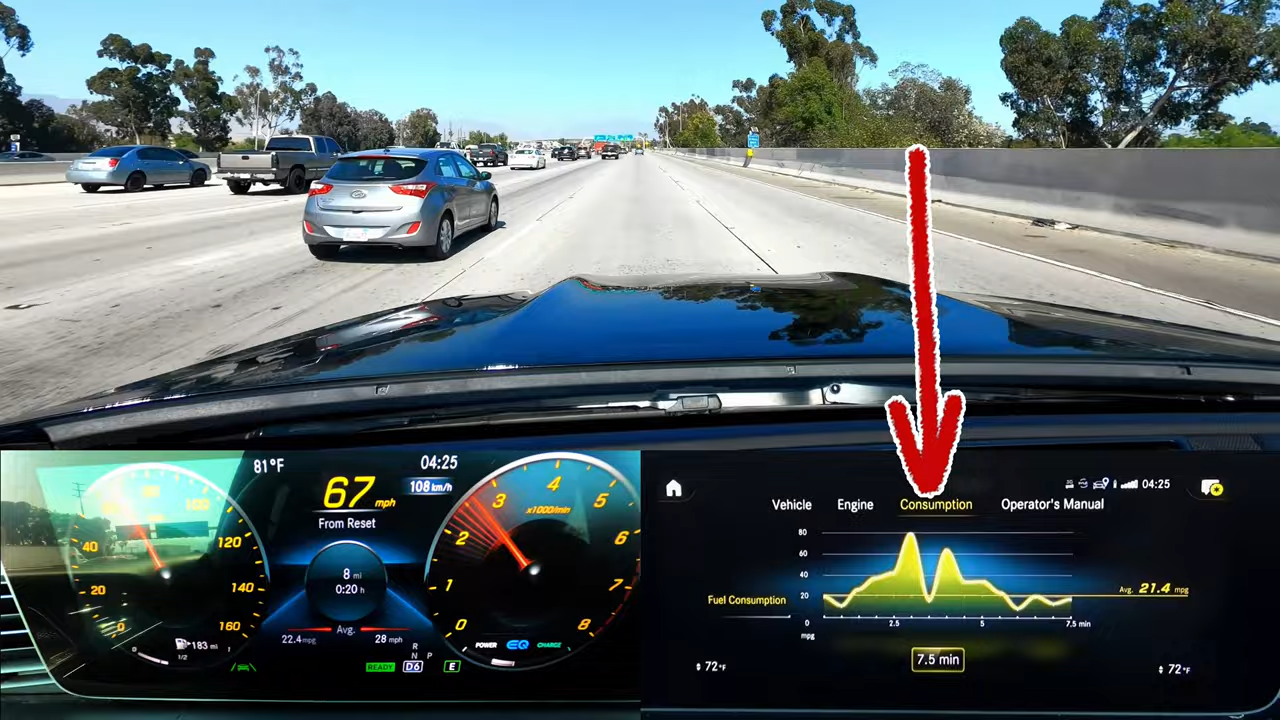 81°F
67 mph
04:25
108 km/h
From Reset
8 mi
0:20 h
Avg.
22.4 mpg
28 mph
183 mi
1/2
0
20
40
120
140
160
0
1
2
3
4
5
6
7
8
x1000/min
POWER EQ CHARGE
READY
R
N P
D6
E
04:25
Vehicle Engine Consumption Operator's Manual
80
60
40
20
0
mpg
Fuel Consumption
Avg. 21.4 mpg
2.5 5 7.5 min
7.5 min
72°F
72°F